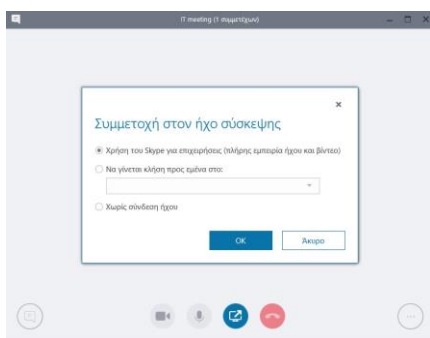 IT meeting (1 συμμετέχων)
Συμμετοχή στον ήχο σύσκεψης
Χρήση του Skype για επιχειρήσεις (πλήρης εμπειρία ήχου και βίντεο)
Να γίνεται κλήση προς εμένα στο:
Χωρίς σύνδεση ήχου
OK
Άκυρο